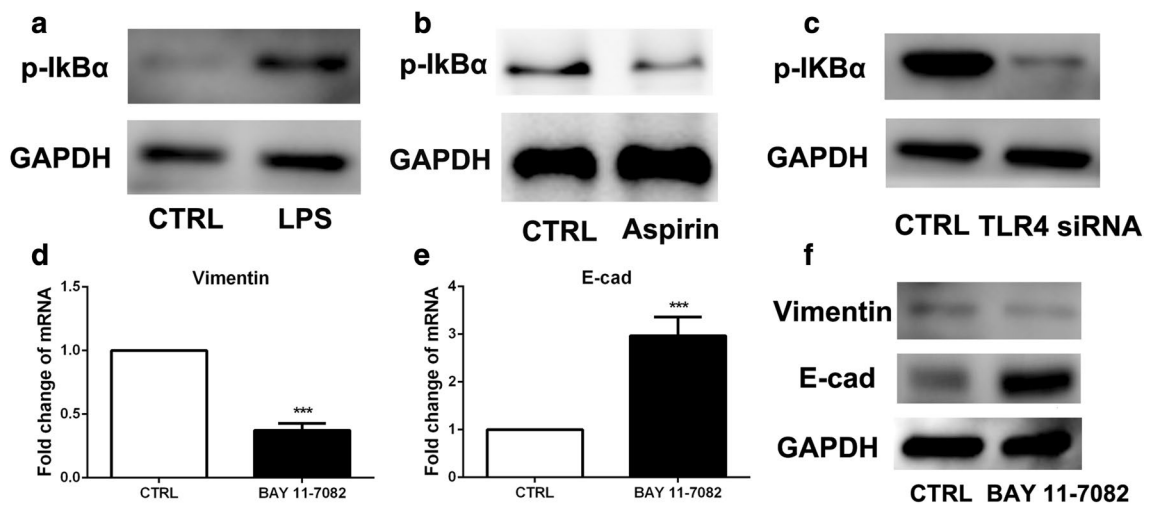 a
p-IkBα
GAPDH
CTRL LPS
b
p-IkBα
GAPDH
CTRL Aspirin
c
p-IKBα
GAPDH
CTRL TLR4 siRNA
d
Vimentin
Fold change of mRNA
1.5
1.0
0.5
0.0
***
CTRL BAY 11-7082
e
E-cad
Fold change of mRNA
4
3
2
1
0
***
CTRL BAY 11-7082
f
Vimentin
E-cad
GAPDH
CTRL BAY 11-7082